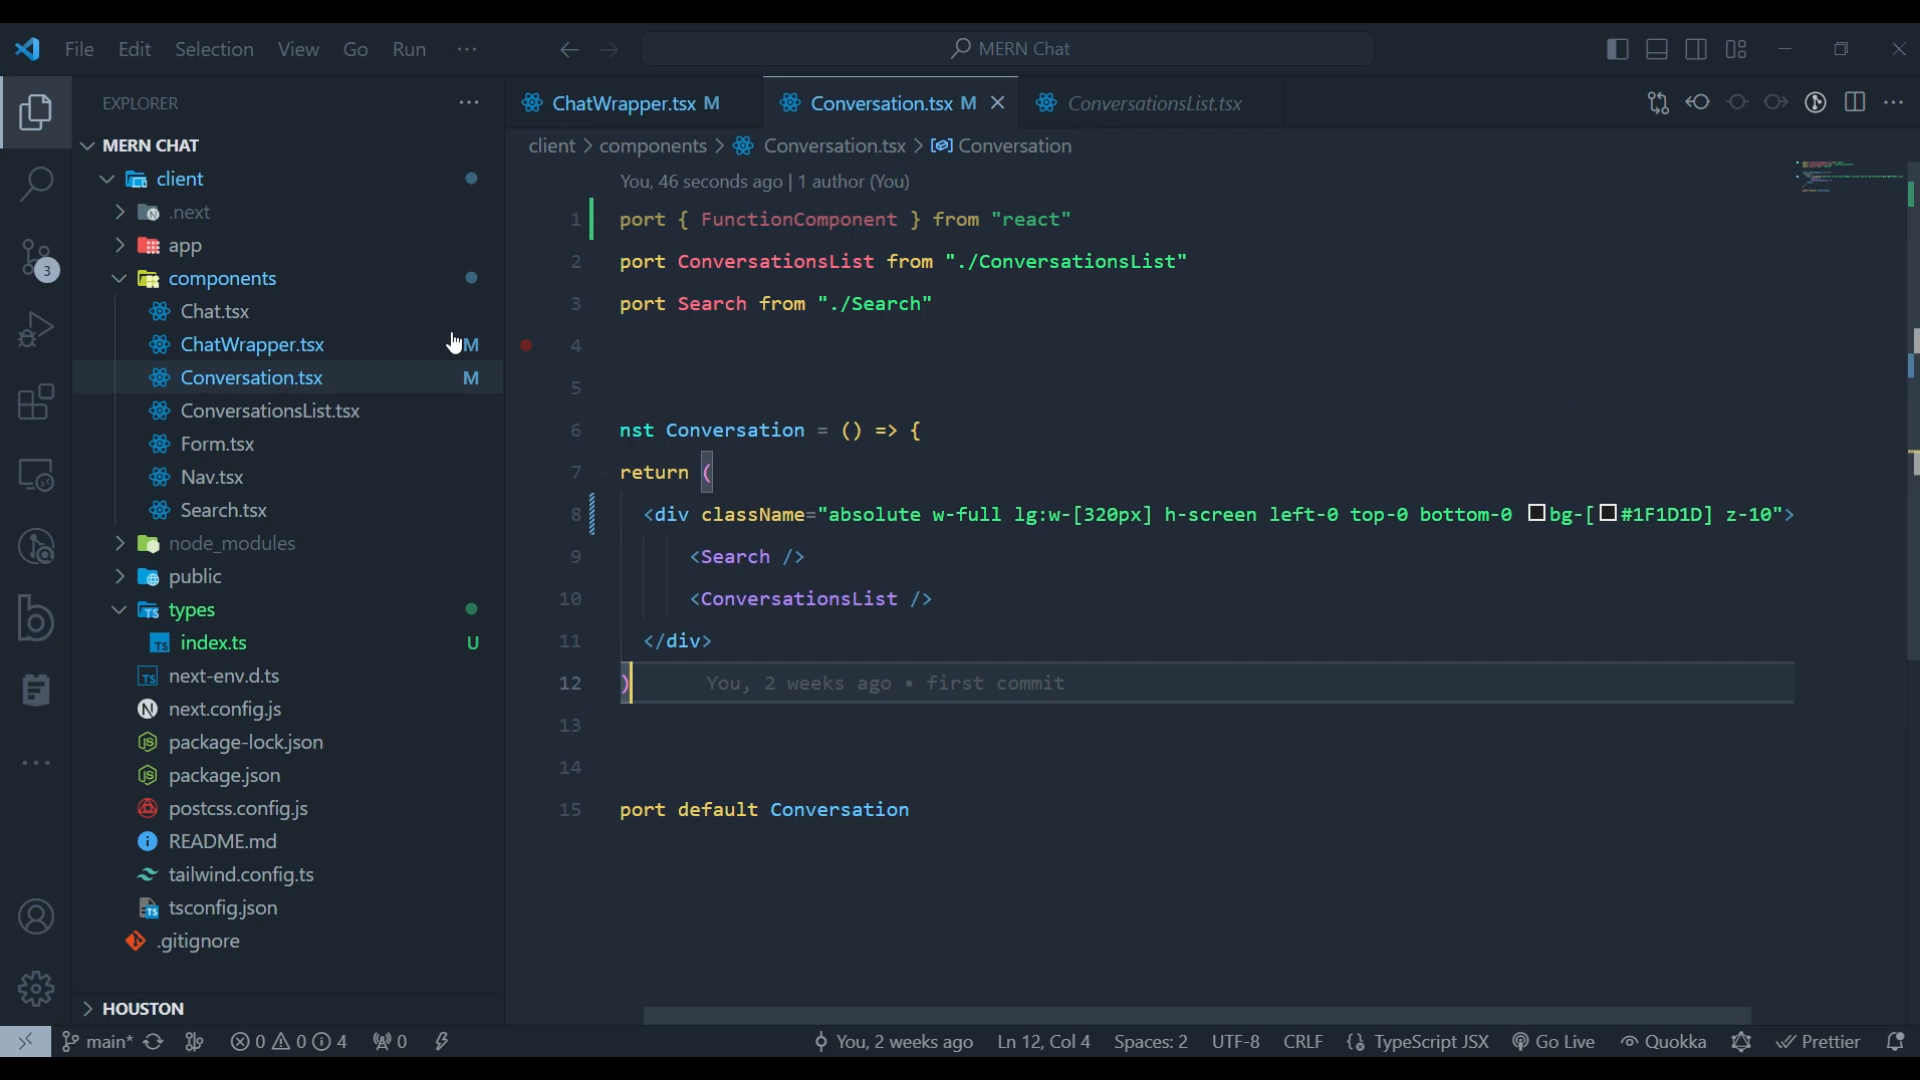 File Edit Selection View Go Run ··· MERN Chat
EXPLORER ···
MERN CHAT
client
.next
app
components
Chat.tsx
ChatWrapper.tsx M
Conversation.tsx M
ConversationsList.tsx
Form.tsx
Nav.tsx
Search.tsx
node_modules
public
types
index.ts U
next-env.d.ts
next.config.js
package-lock.json
package.json
postcss.config.js
README.md
tailwind.config.ts
tsconfig.json
.gitignore
HOUSTON
3
ChatWrapper.tsx M Conversation.tsx M ConversationsList.tsx
client > components > Conversation.tsx > Conversation
You, 46 seconds ago | 1 author (You)
1 port { FunctionComponent } from "react"
2 port ConversationsList from "./ConversationsList"
3 port Search from "./Search"
4
5
6 nst Conversation = () => {
7 return (
8 <div className="absolute w-full lg:w-[320px] h-screen left-0 top-0 bottom-0 bg-[#1F1D1D] z-10">
9 <Search />
10 <ConversationsList />
11 </div>
12 ) You, 2 weeks ago • first commit
13
14
15 port default Conversation
main* 0 0 4 0 You, 2 weeks ago Ln 12, Col 4 Spaces: 2 UTF-8 CRLF TypeScript JSX Go Live Quokka Prettier